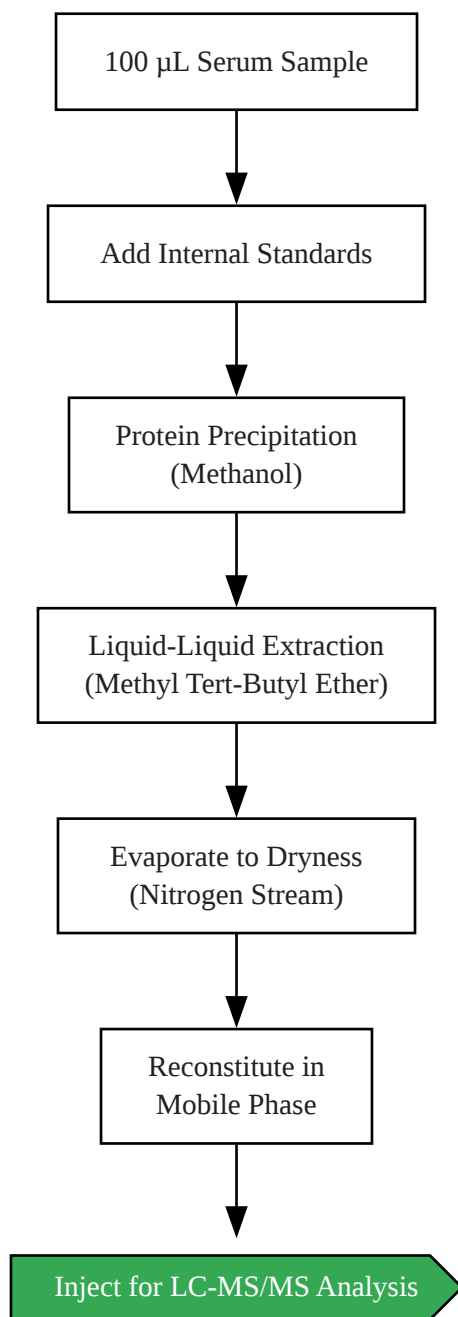 100 µL Serum Sample
Add Internal Standards
Protein Precipitation
(Methanol)
Liquid-Liquid Extraction
(Methyl Tert-Butyl Ether)
Evaporate to Dryness
(Nitrogen Stream)
Reconstitute in
Mobile Phase
Inject for LC-MS/MS Analysis